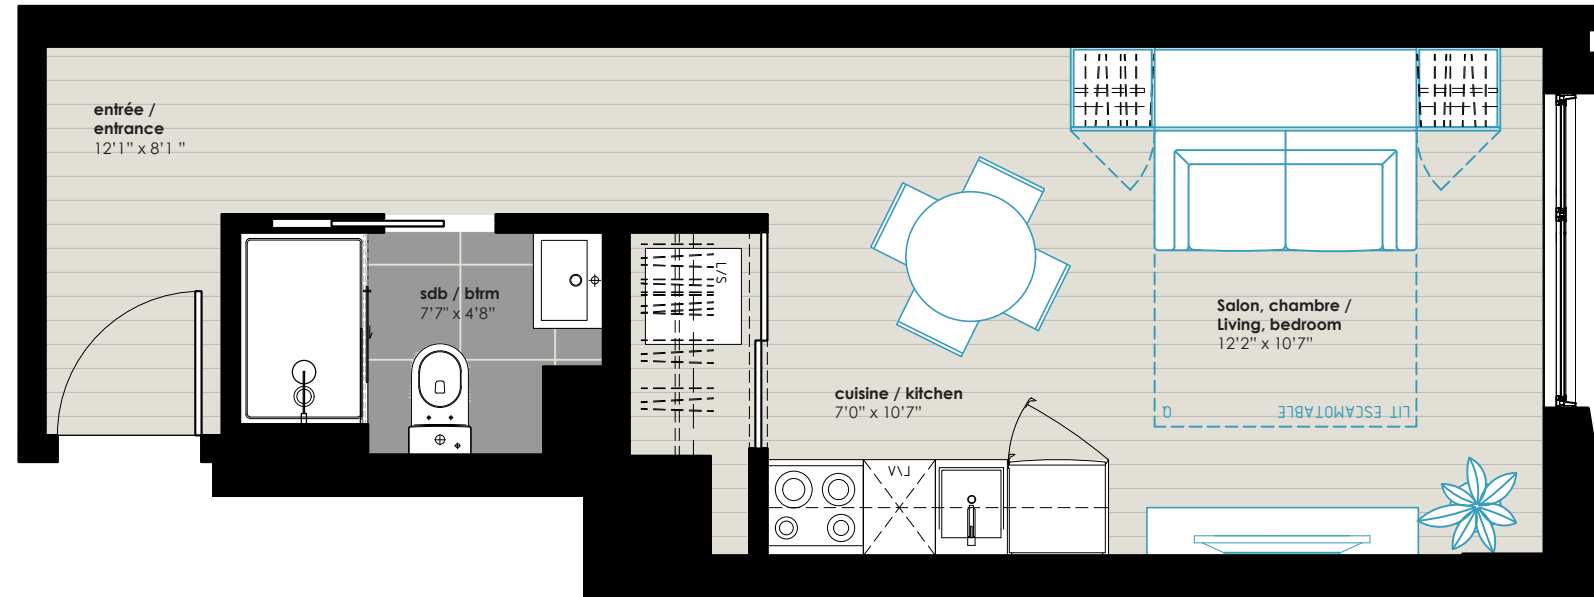 entrée /
entrance
12'1" x 8'1 "
sdb / btrm
7'7" x 4'8"
L/S
cuisine / kitchen
7'0" x 10'7"
L/V
Salon, chambre /
Living, bedroom
12'2" x 10'7"
LIT ESCAMOTABLE Q